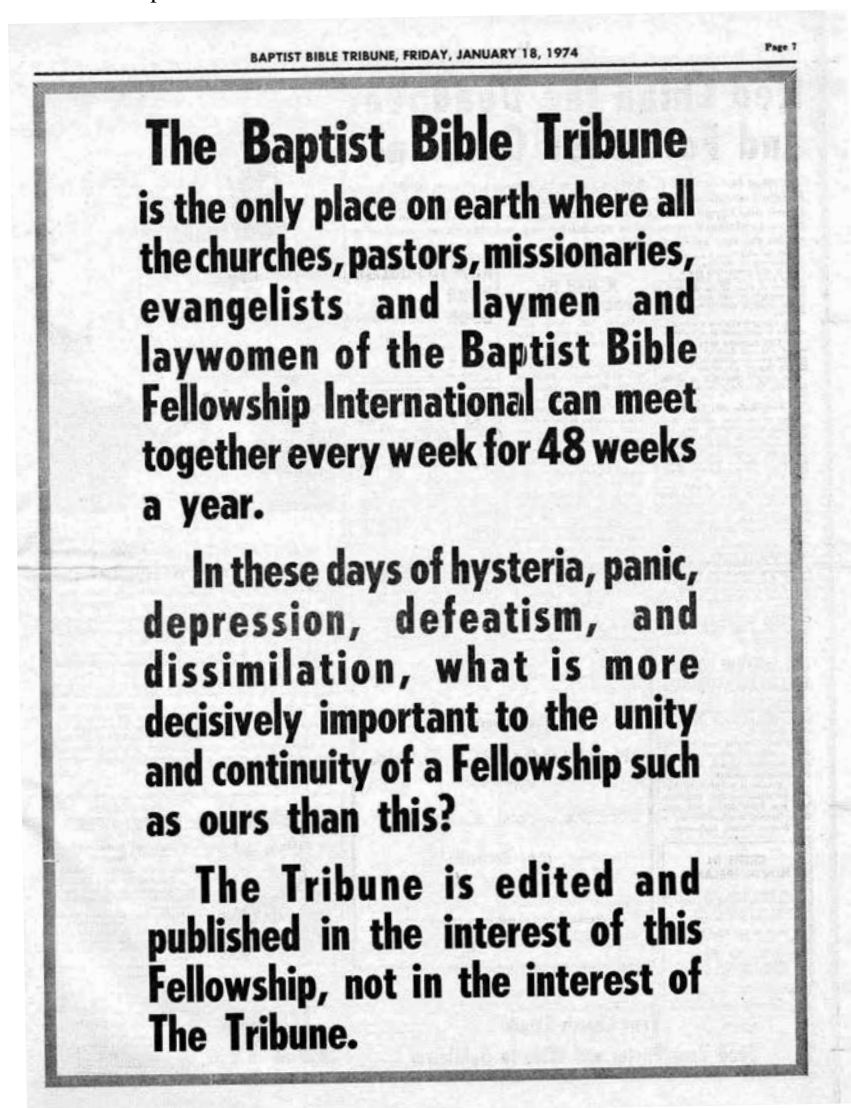 BAPTIST BIBLE TRIBUNE, FRIDAY, JANUARY 18, 1974
Page 7
The Baptist Bible Tribune
is the only place on earth where all
the churches, pastors, missionaries,
evangelists and laymen and
laywomen of the Baptist Bible
Fellowship International can meet
together every week for 48 weeks
a year.
In these days of hysteria, panic,
depression, defeatism, and
dissimilation, what is more
decisively important to the unity
and continuity of a Fellowship such
as ours than this?
The Tribune is edited and
published in the interest of this
Fellowship, not in the interest of
The Tribune.